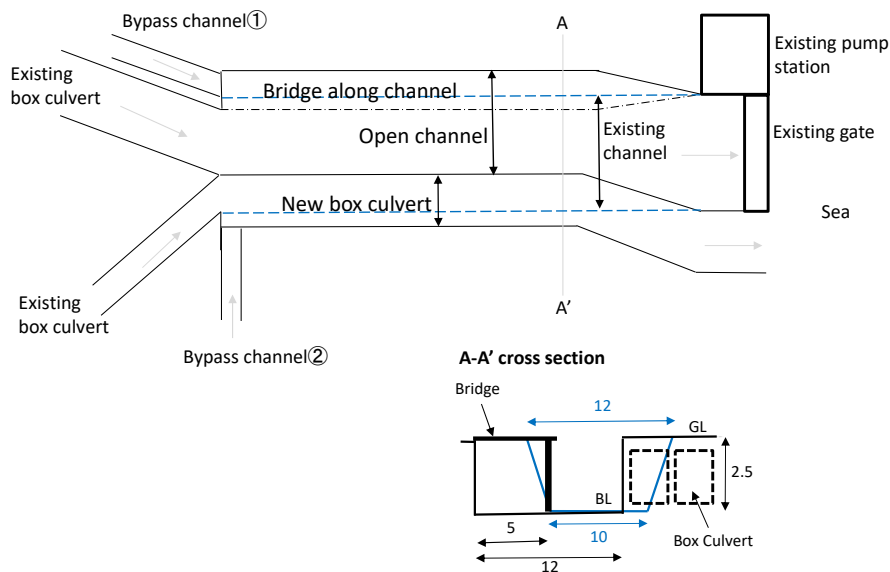 Bypass channel①
A
Existing pump
station
Existing
box culvert
Bridge along channel
Open channel
Existing
channel
Existing gate
New box culvert
Sea
Existing
box culvert
A'
Bypass channel②
A-A' cross section
Bridge
12
GL
2.5
BL
5
10
Box Culvert
12